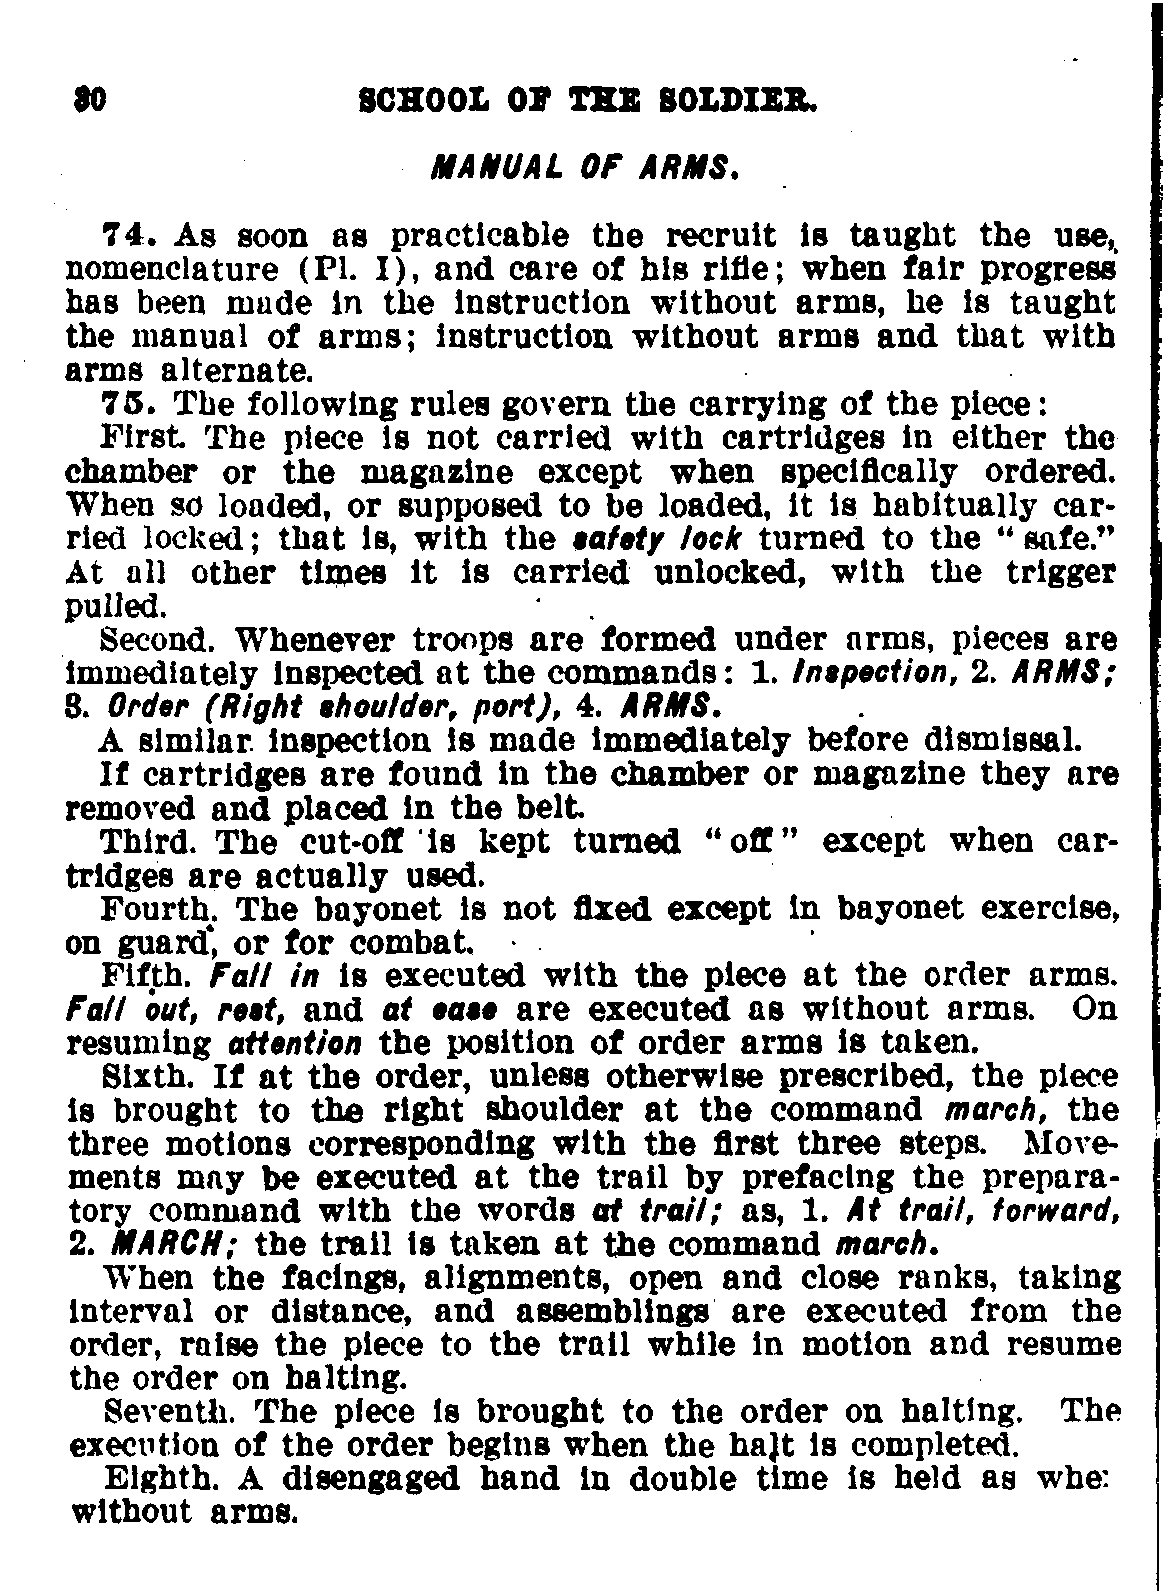 30 SCHOOL OF THE SOLDIER.
MANUAL OF ARMS.
74. As soon as practicable the recruit is taught the use,
nomenclature (Pl. I), and care of his rifle; when fair progress
has been made in the instruction without arms, he is taught
the manual of arms; instruction without arms and that with
arms alternate.
75. The following rules govern the carrying of the piece:
First. The piece is not carried with cartridges in either the
chamber or the magazine except when specifically ordered.
When so loaded, or supposed to be loaded, it is habitually car-
ried locked; that is, with the safety lock turned to the “safe.”
At all other times it is carried unlocked, with the trigger
pulled.
Second. Whenever troops are formed under arms, pieces are
immediately inspected at the commands: 1. Inspection, 2. ARMS;
3. Order (Right shoulder, port), 4. ARMS.
A similar inspection is made immediately before dismissal.
If cartridges are found in the chamber or magazine they are
removed and placed in the belt.
Third. The cut-off is kept turned “off” except when car-
tridges are actually used.
Fourth. The bayonet is not fixed except in bayonet exercise,
on guard, or for combat.
Fifth. Fall in is executed with the piece at the order arms.
Fall out, rest, and at ease are executed as without arms. On
resuming attention the position of order arms is taken.
Sixth. If at the order, unless otherwise prescribed, the piece
is brought to the right shoulder at the command march, the
three motions corresponding with the first three steps. Move-
ments may be executed at the trail by prefacing the prepara-
tory command with the words at trail; as, 1. At trail, forward,
2. MARCH; the trail is taken at the command march.
When the facings, alignments, open and close ranks, taking
interval or distance, and assemblings are executed from the
order, raise the piece to the trail while in motion and resume
the order on halting.
Seventh. The piece is brought to the order on halting. The
execution of the order begins when the halt is completed.
Eighth. A disengaged hand in double time is held as whe
without arms.